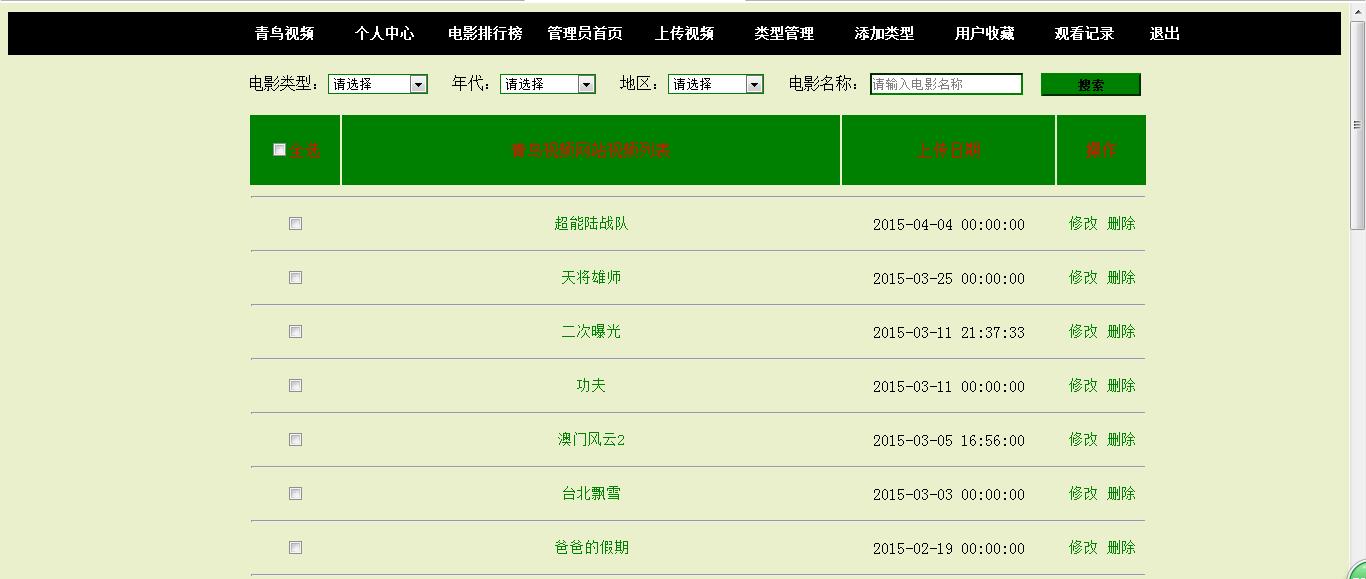 青鸟视频 个人中心 电影排行榜 管理员首页 上传视频 类型管理 添加类型 用户收藏 观看记录 退出
电影类型： 请选择 年代： 请选择 地区： 请选择 电影名称： 请输入电影名称 搜索
全选 青鸟视频网站视频列表 上传日期 操作
超能陆战队 2015-04-04 00:00:00 修改 删除
天将雄师 2015-03-25 00:00:00 修改 删除
二次曝光 2015-03-11 21:37:33 修改 删除
功夫 2015-03-11 00:00:00 修改 删除
澳门风云2 2015-03-05 16:56:00 修改 删除
台北飘雪 2015-03-03 00:00:00 修改 删除
爸爸的假期 2015-02-19 00:00:00 修改 删除